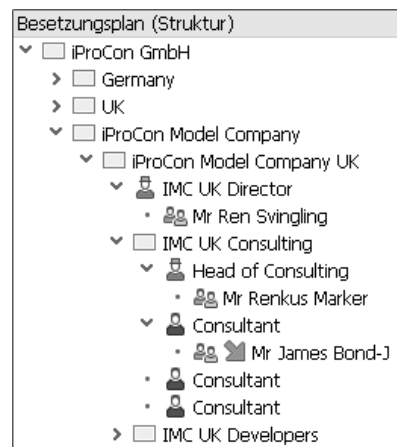 Besetzungsplan (Struktur)
iProCon GmbH
Germany
UK
iProCon Model Company
iProCon Model Company UK
IMC UK Director
Mr Ren Svingling
IMC UK Consulting
Head of Consulting
Mr Renkus Marker
Consultant
Mr James Bond-J
Consultant
Consultant
IMC UK Developers